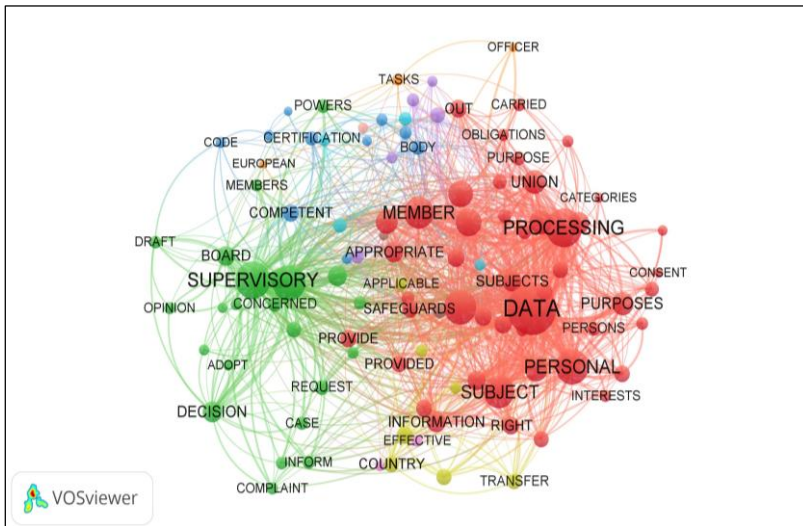 OFFICER
TASKS
POWERS
OUT
CARRIED
CODE
CERTIFICATION
BODY
OBLIGATIONS
EUROPEAN
PURPOSE
MEMBERS
UNION
CATEGORIES
COMPETENT
MEMBER
PROCESSING
DRAFT
BOARD
APPROPRIATE
SUPERVISORY
APPLICABLE
SUBJECTS
CONSENT
OPINION
CONCERNED
SAFEGUARDS
DATA
PURPOSES
PROVIDE
PERSONS
ADOPT
PROVIDED
PERSONAL
REQUEST
SUBJECT
INTERESTS
DECISION
CASE
INFORMATION
RIGHT
EFFECTIVE
INFORM
COUNTRY
COMPLAINT
TRANSFER
VOSviewer